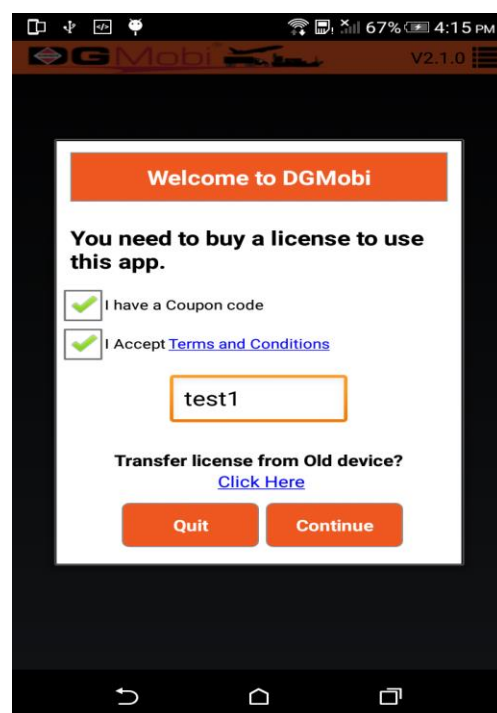 67% 4:15 PM
DGMobi V2.1.0
Welcome to DGMobi
You need to buy a license to use
this app.
I have a Coupon code
I Accept Terms and Conditions
test1
Transfer license from Old device?
Click Here
Quit Continue